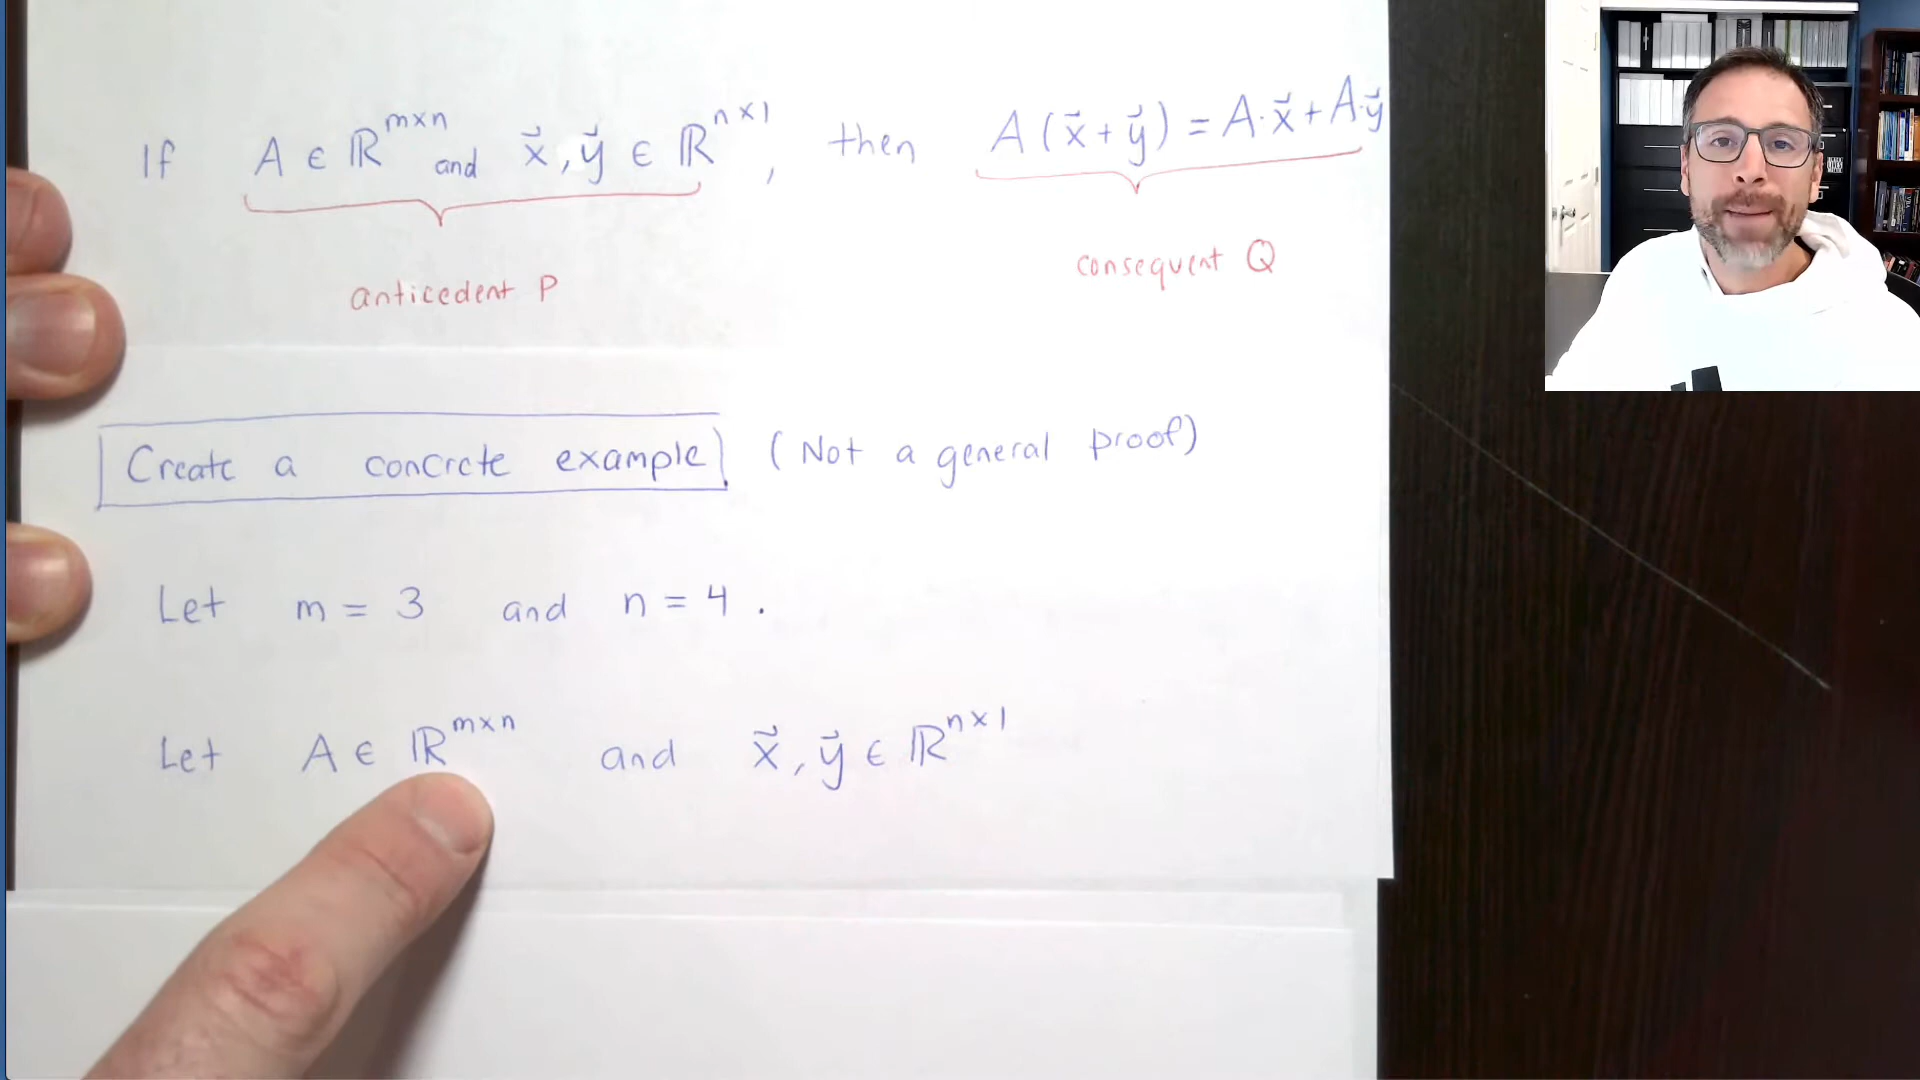 If A ∈ ℝ^{m×n} and x⃗, y⃗ ∈ ℝ^{n×1}, then A(x⃗ + y⃗) = A·x⃗ + A·y⃗
anticedent P
consequent Q
Create a concrete example (Not a general proof)
Let m = 3 and n = 4.
Let A ∈ ℝ^{m×n} and x⃗, y⃗ ∈ ℝ^{n×1}